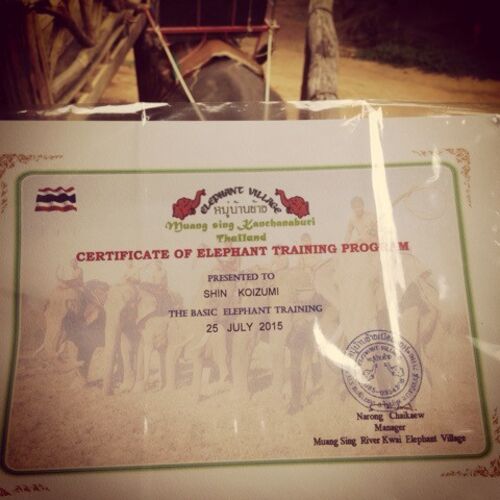 ELEPHANT VILLAGE
หมู่บ้านช้าง
Muang sing Kanchanaburi
Thailand
CERTIFICATE OF ELEPHANT TRAINING PROGRAM
PRESENTED TO
SHIN KOIZUMI
THE BASIC ELEPHANT TRAINING
25 JULY 2015
Narong Chaikaew
Manager
Muang Sing River Kwai Elephant Village